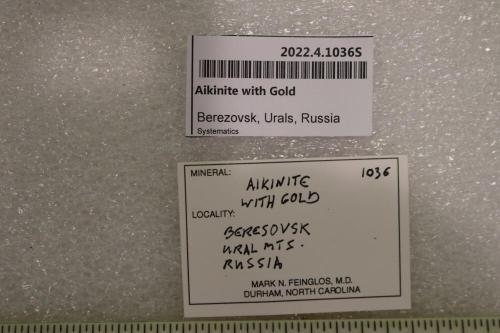 2022.4.1036S
Aikinite with Gold
Berezovsk, Urals, Russia
Systematics
MINERAL: AIKINITE 1036
WITH GOLD
LOCALITY:
BERESOVSK
URAL MTS.
RUSSIA
MARK N. FEINGLOS, M.D.
DURHAM, NORTH CAROLINA